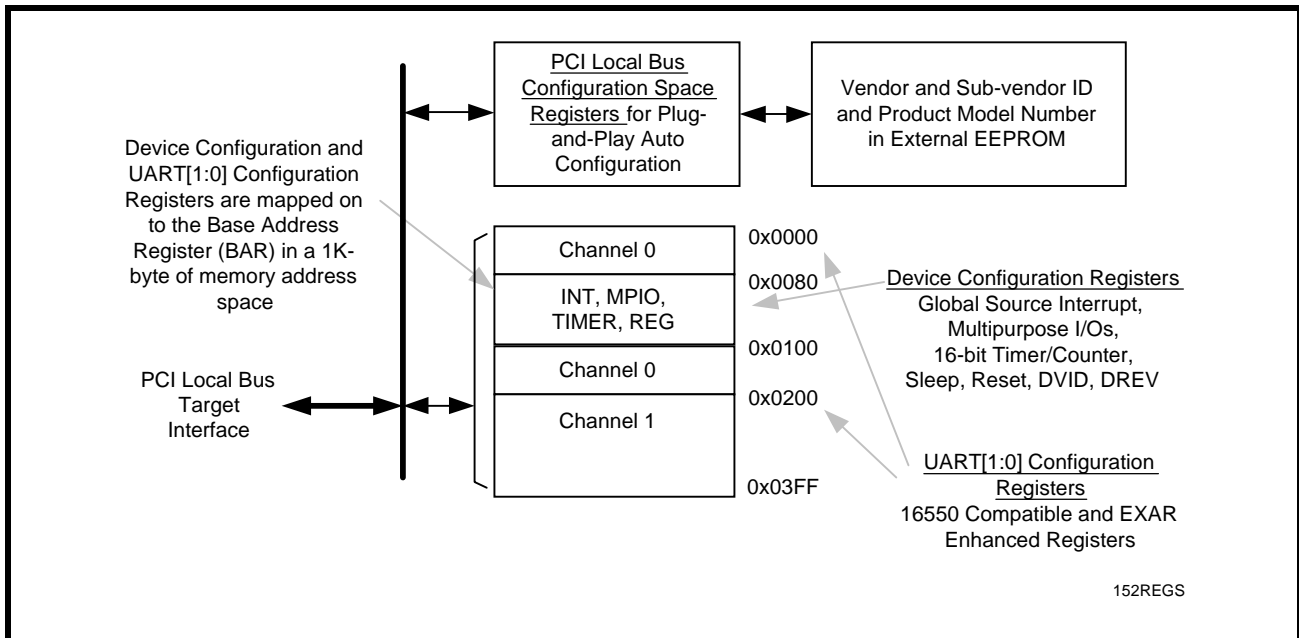 PCI Local Bus
Configuration Space
Registers for Plug-
and-Play Auto
Configuration
Vendor and Sub-vendor ID
and Product Model Number
in External EEPROM
Device Configuration and
UART[1:0] Configuration
Registers are mapped on
to the Base Address
Register (BAR) in a 1K-
byte of memory address
space
PCI Local Bus
Target
Interface
Channel 0
INT, MPIO,
TIMER, REG
Channel 0
Channel 1
0x0000
0x0080
0x0100
0x0200
0x03FF
Device Configuration Registers
Global Source Interrupt,
Multipurpose I/Os,
16-bit Timer/Counter,
Sleep, Reset, DVID, DREV
UART[1:0] Configuration
Registers
16550 Compatible and EXAR
Enhanced Registers
152REGS